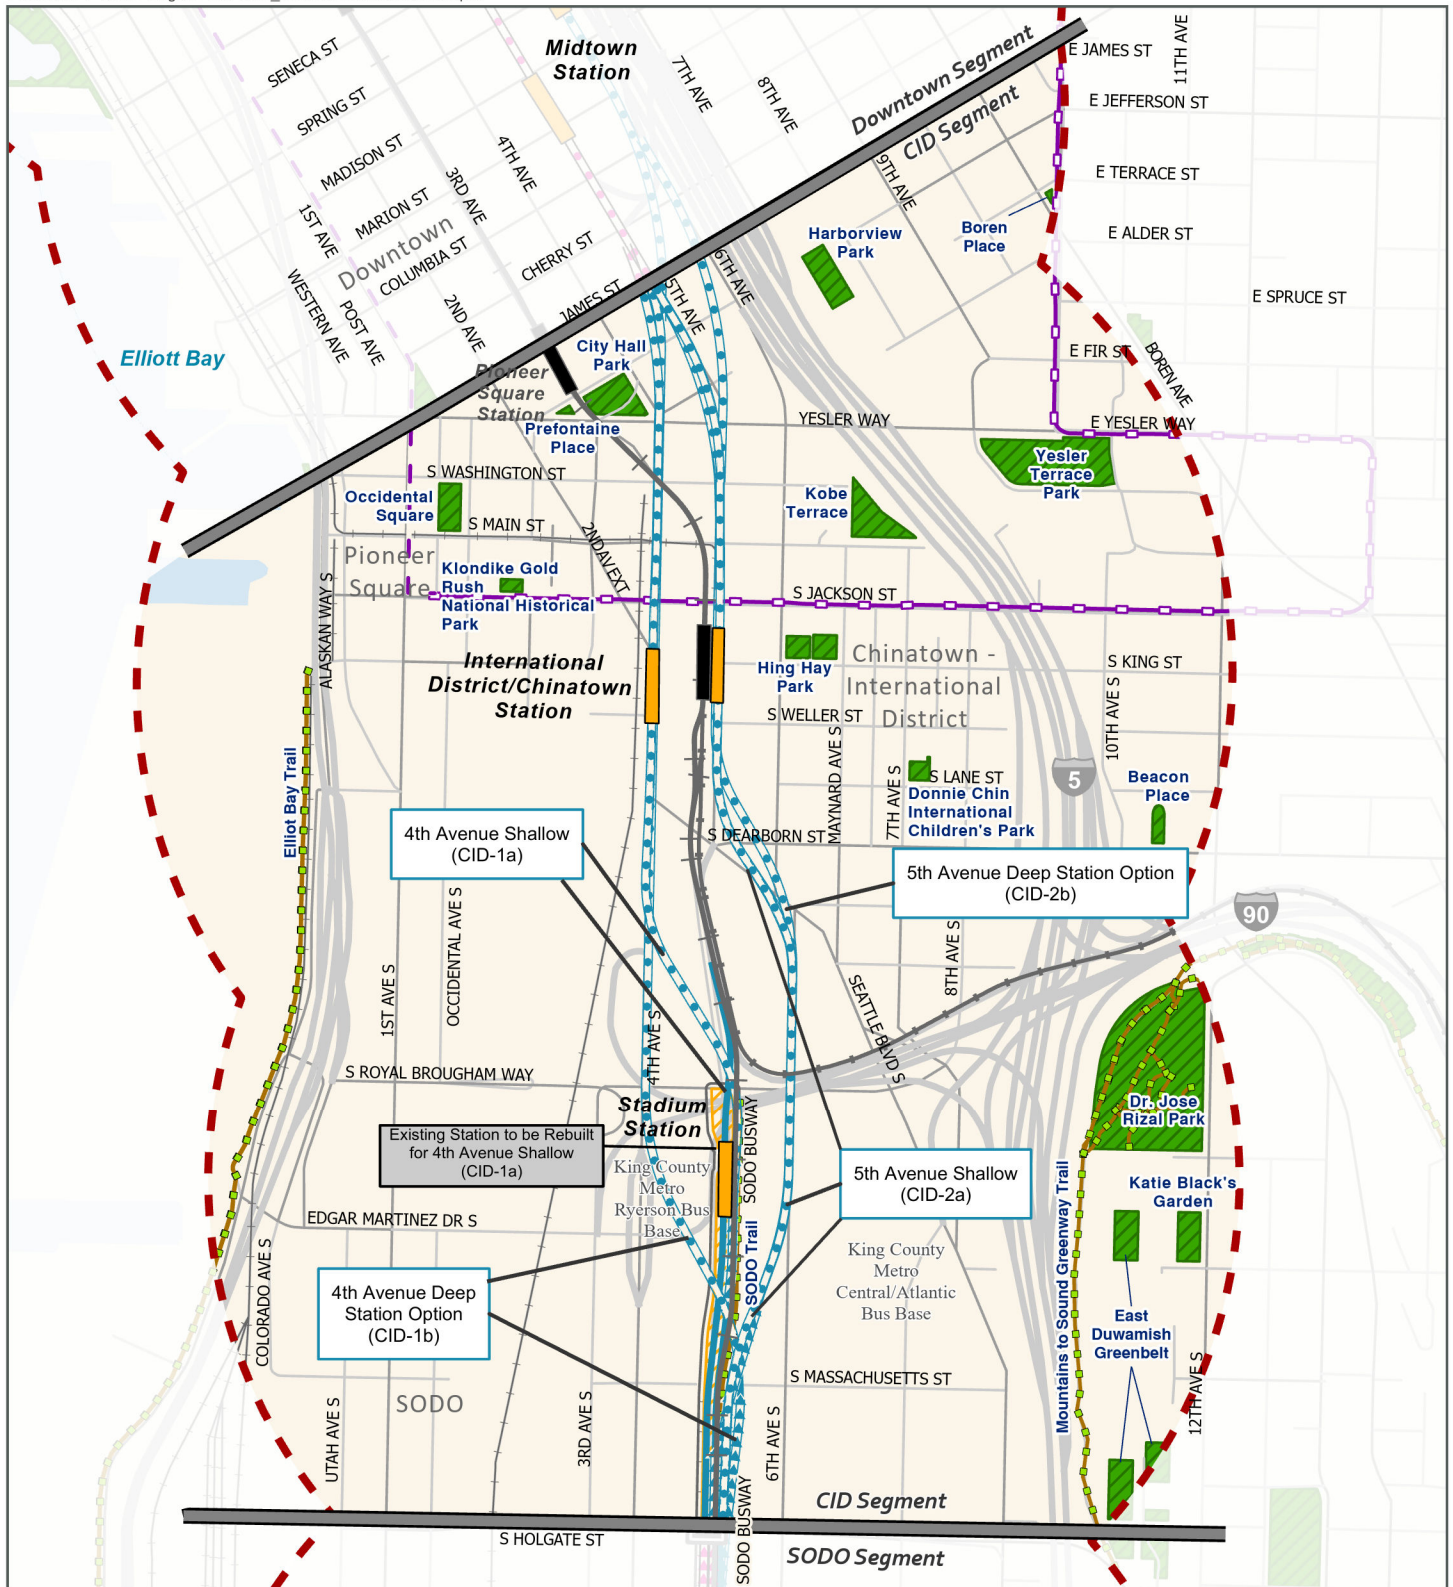 Midtown
Station
SENECA ST
SPRING ST
MADISON ST
MARION ST
COLUMBIA ST
CHERRY ST
JAMES ST
7TH AVE
8TH AVE
4TH AVE
3RD AVE
1ST AVE
WESTERN AVE
POST AVE
2ND AVE
Downtown
Downtown Segment
CID Segment
E JAMES ST
11TH AVE
E JEFFERSON ST
E TERRACE ST
E ALDER ST
E SPRUCE ST
E FIR ST
BOREN AVE
E YESLER WAY
9TH AVE
6TH AVE
5TH AVE
Harborview
Park
Boren
Place
Elliott Bay
City Hall
Park
Pioneer
Square
Station
Prefontaine
Place
YESLER WAY
S WASHINGTON ST
Occidental
Square
S MAIN ST
Kobe
Terrace
Yesler
Terrace
Park
Pioneer
Square
2ND AV EXT
Klondike Gold
Rush
National Historical
Park
S JACKSON ST
ALASKAN WAY S
International
District/Chinatown
Station
Hing Hay
Park
Chinatown -
International
District
S KING ST
S WELLER ST
10TH AVE S
MAYNARD AVE S
7TH AVE S
S LANE ST
Donnie Chin
International
Children's Park
5
Beacon
Place
Elliot Bay Trail
4th Avenue Shallow
(CID-1a)
S DEARBORN ST
5th Avenue Deep Station Option
(CID-2b)
90
OCCIDENTAL AVE S
1ST AVE S
8TH AVE S
SEATTLE BLVD S
4TH AVE S
S ROYAL BROUGHAM WAY
Stadium
Station
Existing Station to be Rebuilt
for 4th Avenue Shallow
(CID-1a)
SODO BUSWAY
King County
Metro
Ryerson Bus
Base
5th Avenue Shallow
(CID-2a)
Dr. Jose
Rizal Park
Katie Black's
Garden
Mountains to Sound Greenway Trail
EDGAR MARTINEZ DR S
SODO Trail
King County
Metro
Central/Atlantic
Bus Base
COLORADO AVE S
4th Avenue Deep
Station Option
(CID-1b)
East
Duwamish
Greenbelt
S MASSACHUSETTS ST
12TH AVE S
SODO
UTAH AVE S
3RD AVE S
6TH AVE S
SODO BUSWAY
CID Segment
S HOLGATE ST
SODO Segment